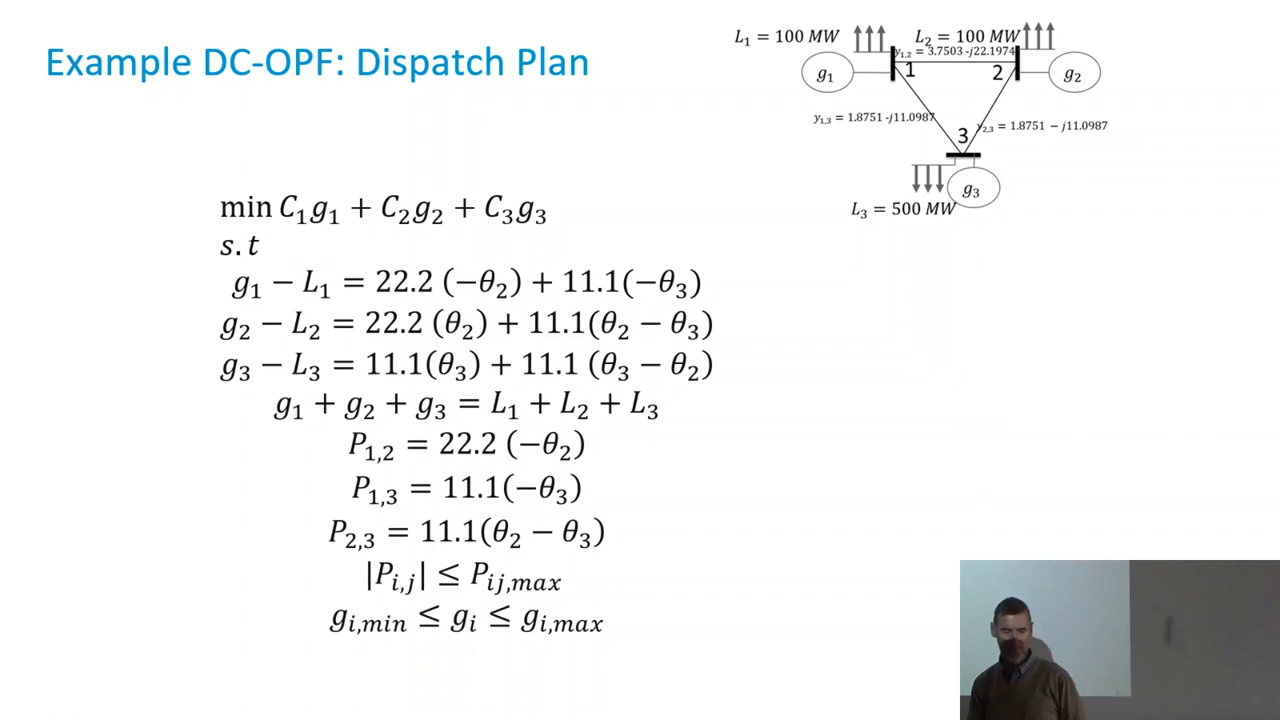 Example DC-OPF: Dispatch Plan
L₁ = 100 MW
L₂ = 100 MW
y₁,₂ = 3.7503 -j22.1974
g₁
1
2
g₂
y₁,₃ = 1.8751 -j11.0987
y₂,₃ = 1.8751 − j11.0987
3
g₃
L₃ = 500 MW
min C₁g₁ + C₂g₂ + C₃g₃
s.t
g₁ − L₁ = 22.2 (−θ₂) + 11.1(−θ₃)
g₂ − L₂ = 22.2 (θ₂) + 11.1(θ₂ − θ₃)
g₃ − L₃ = 11.1(θ₃) + 11.1 (θ₃ − θ₂)
g₁ + g₂ + g₃ = L₁ + L₂ + L₃
P₁,₂ = 22.2 (−θ₂)
P₁,₃ = 11.1(−θ₃)
P₂,₃ = 11.1(θ₂ − θ₃)
|P_{i,j}| ≤ P_{ij,max}
g_{i,min} ≤ g_i ≤ g_{i,max}